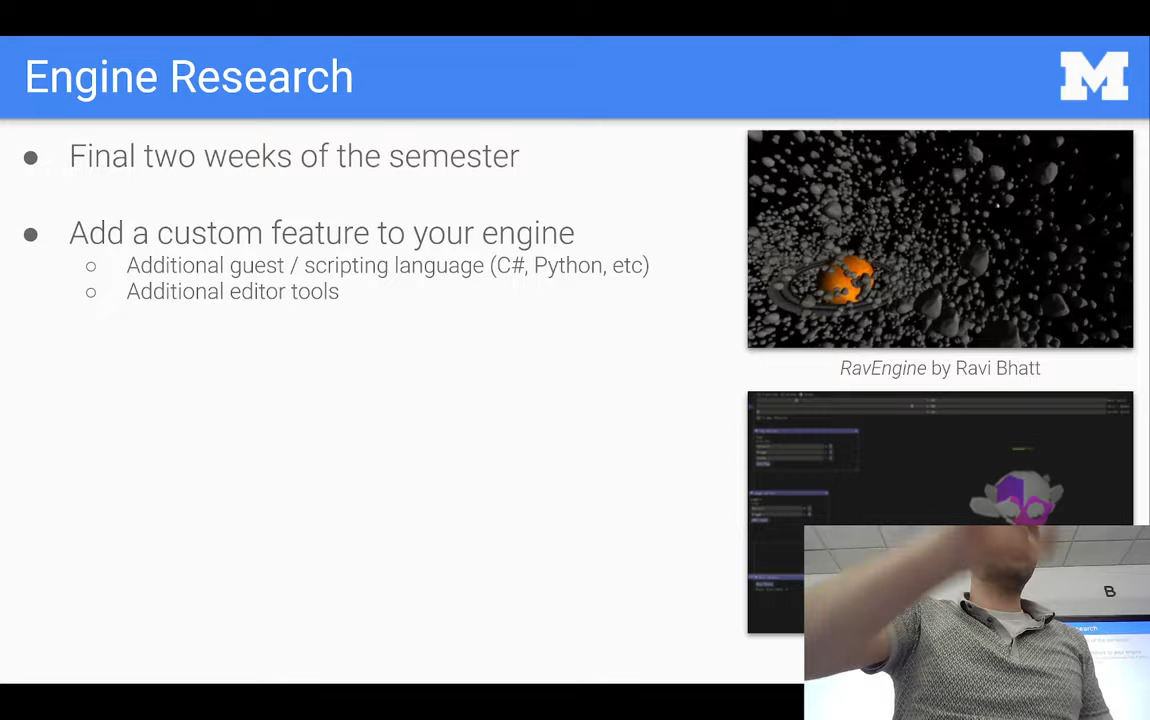 Engine Research
M
● Final two weeks of the semester
● Add a custom feature to your engine
○ Additional guest / scripting language (C#, Python, etc)
○ Additional editor tools
RavEngine by Ravi Bhatt
B